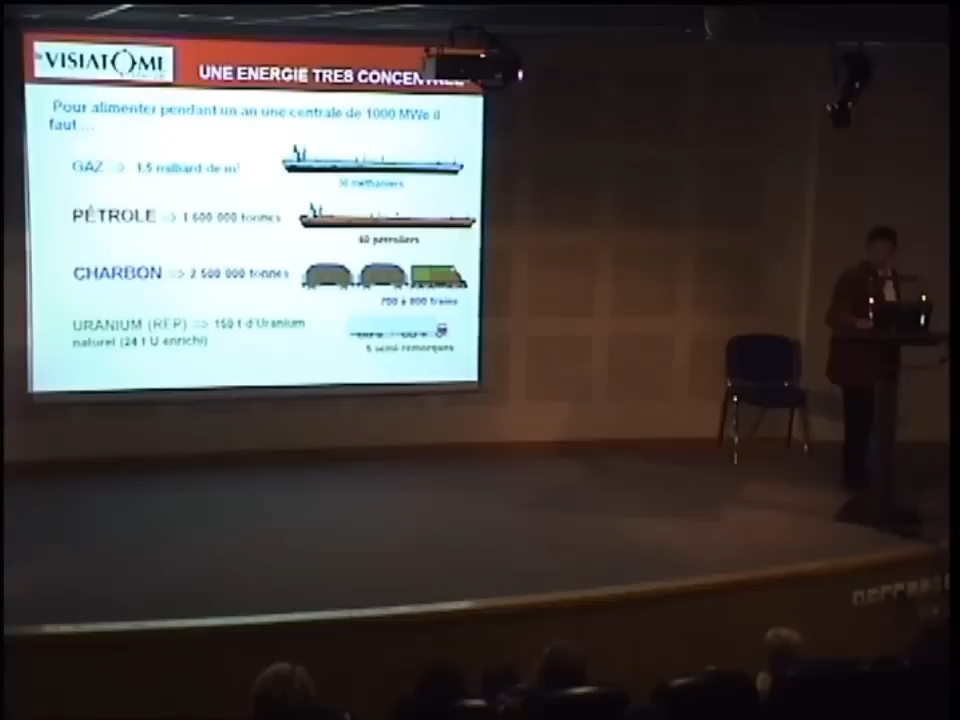 VISIATOME
UNE ENERGIE TRES CONCENTREE
Pour alimenter pendant un an une centrale de 1000 MWe il
faut ...
GAZ ⇒ 1,5 milliard de m³
méthaniers
PÉTROLE ⇒ 1 600 000 tonnes
pétroliers
CHARBON ⇒ 2 500 000 tonnes
700 à 800 trains
URANIUM (REP) ⇒ 150 t d'Uranium
naturel (24 t U enrichi)
semi-remorques